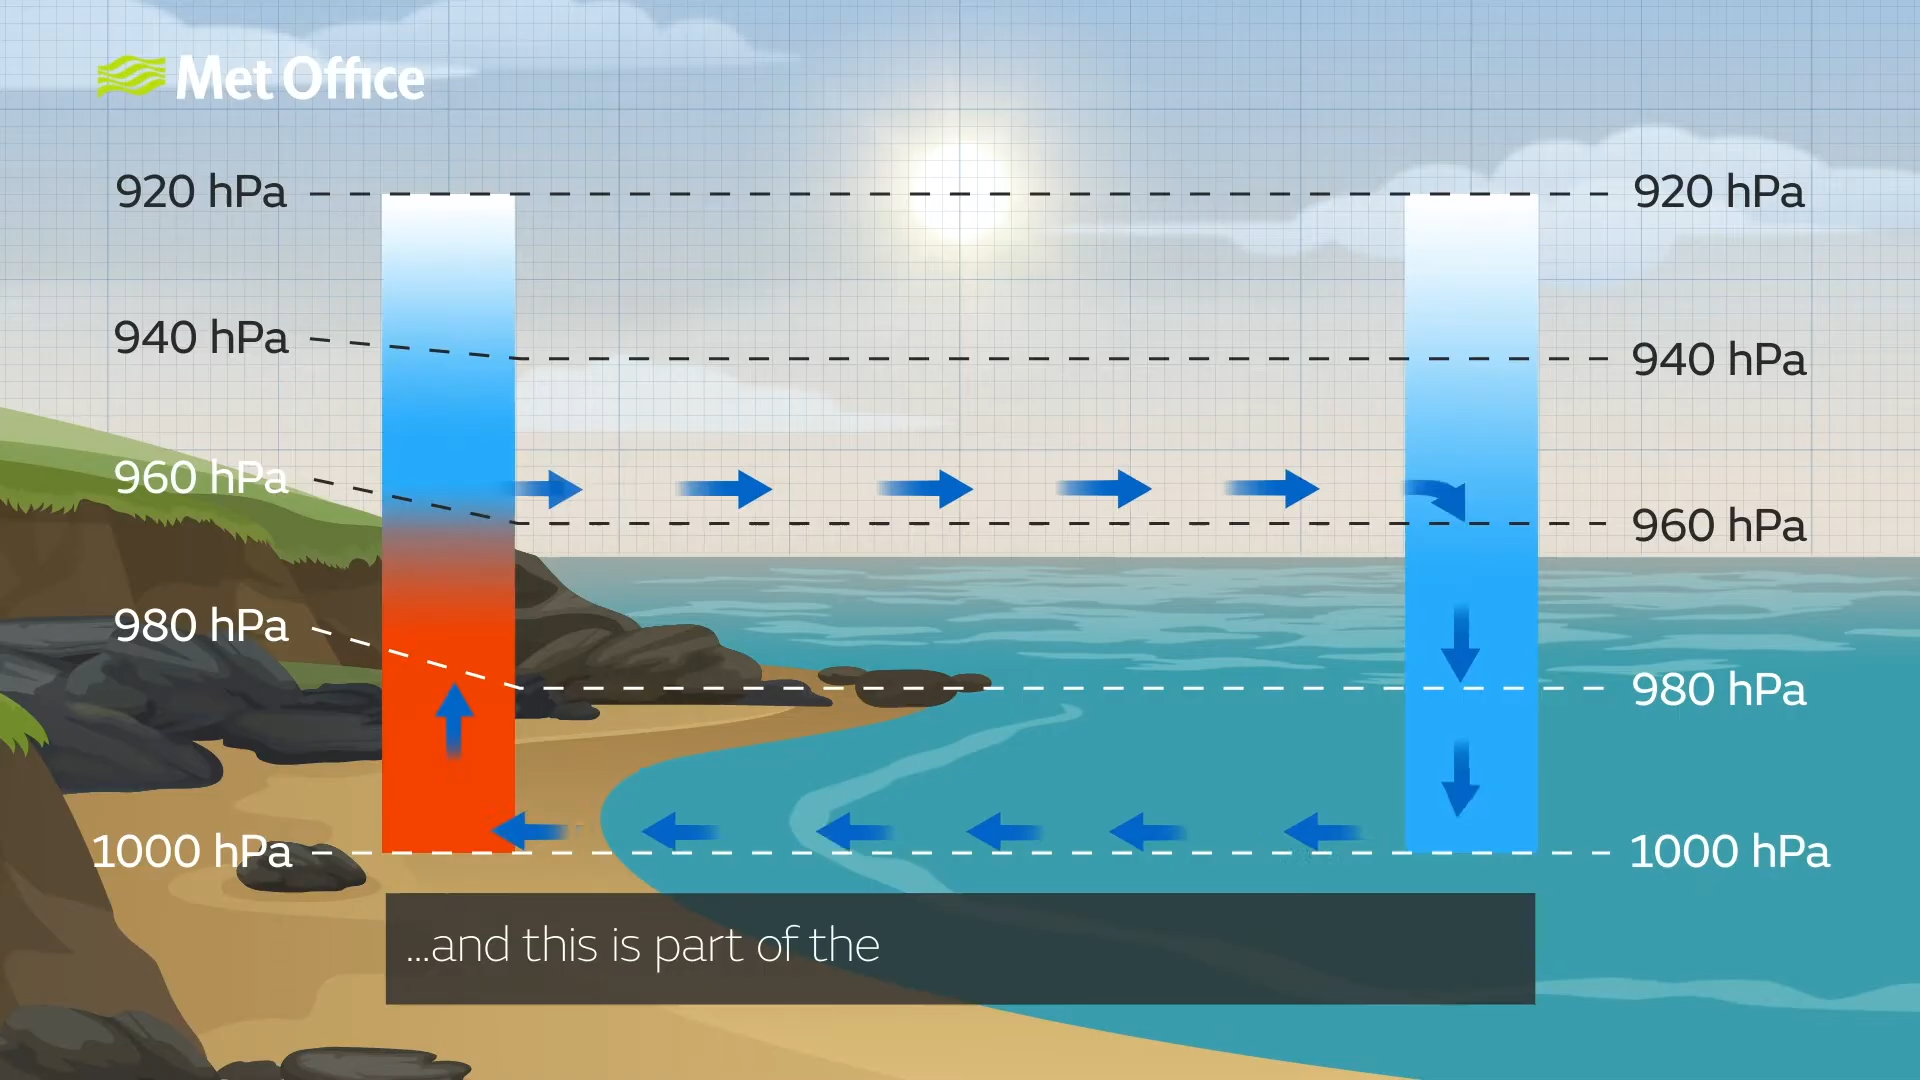 Met Office
920 hPa
920 hPa
940 hPa
940 hPa
960 hPa
960 hPa
980 hPa
980 hPa
1000 hPa
1000 hPa
...and this is part of the